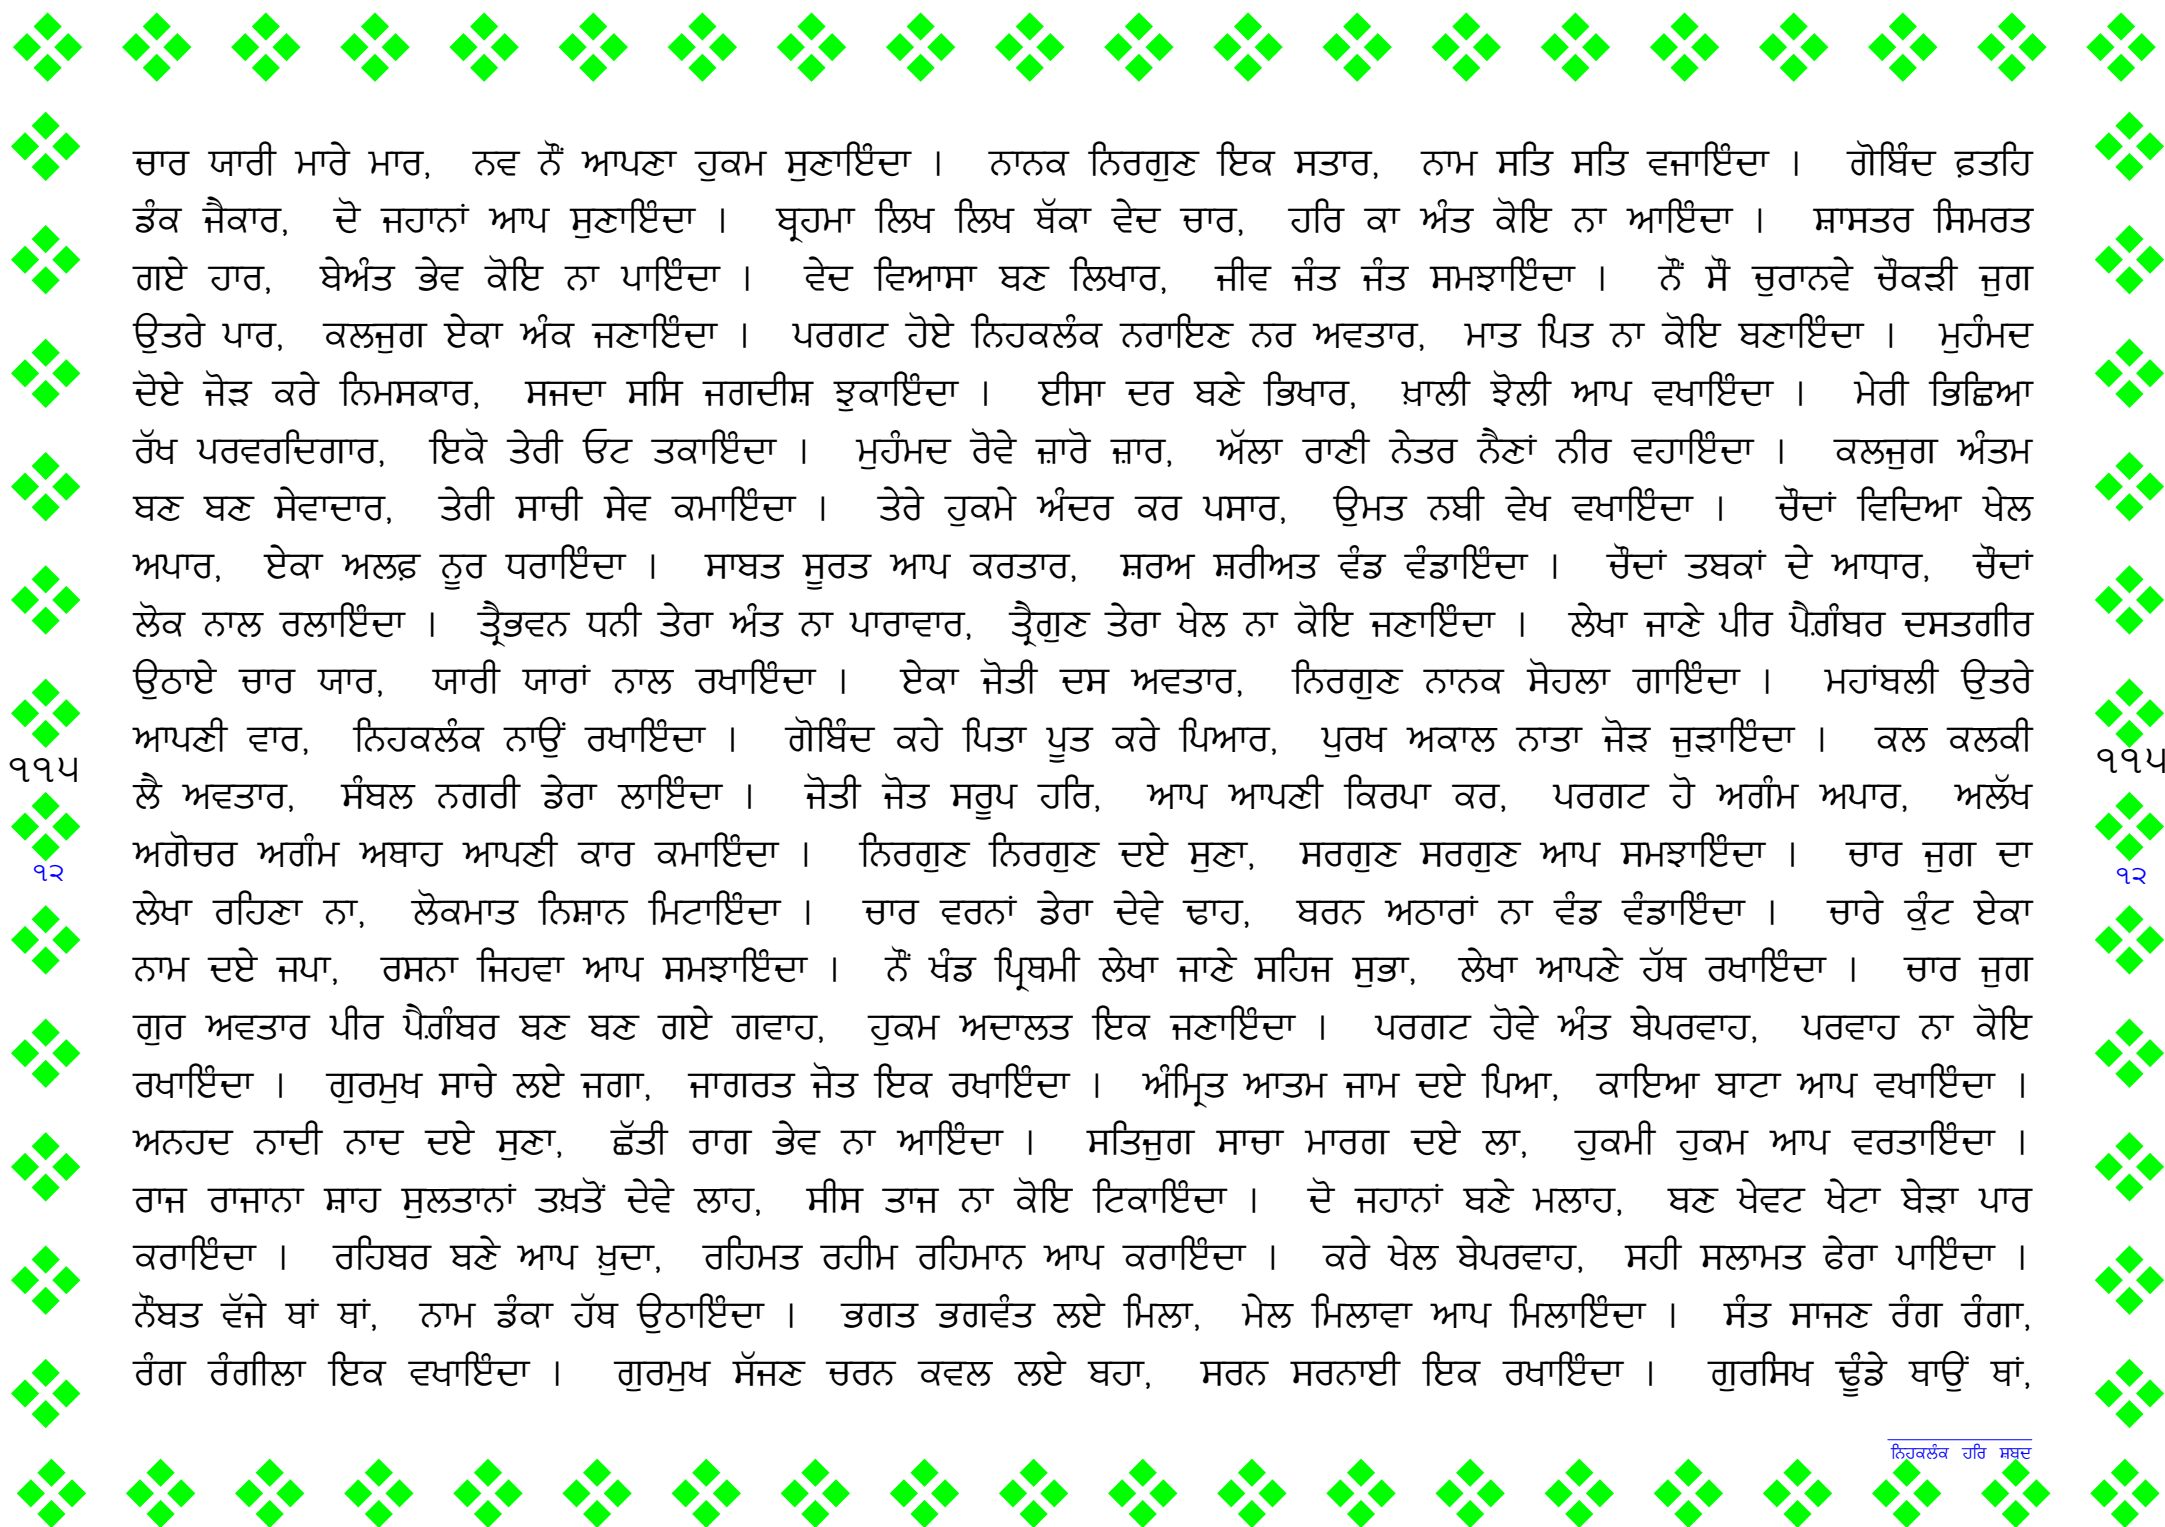 ਚਾਰ ਯਾਰੀ ਮਾਰੇ ਮਾਰ, ਨਵ ਨੌਂ ਆਪਣਾ ਹੁਕਮ ਸੁਣਾਇੰਦਾ । ਨਾਨਕ ਨਿਰਗੁਣ ਇਕ ਸਤਾਰ, ਨਾਮ ਸਤਿ ਸਤਿ ਵਜਾਇੰਦਾ । ਗੋਬਿੰਦ ਫ਼ਤਹਿ
ਡੰਕ ਜੈਕਾਰ, ਦੋ ਜਹਾਨਾਂ ਆਪ ਸੁਣਾਇੰਦਾ । ਬ੍ਰਹਮਾ ਲਿਖ ਲਿਖ ਥੱਕਾ ਵੇਦ ਚਾਰ, ਹਰਿ ਕਾ ਅੰਤ ਕੋਇ ਨਾ ਆਇੰਦਾ । ਸ਼ਾਸਤਰ ਸਿਮਰਤ
ਗਏ ਹਾਰ, ਬੇਅੰਤ ਭੇਵ ਕੋਇ ਨਾ ਪਾਇੰਦਾ । ਵੇਦ ਵਿਆਸਾ ਬਣ ਲਿਖਾਰ, ਜੀਵ ਜੰਤ ਜੰਤ ਸਮਝਾਇੰਦਾ । ਨੌਂ ਸੌ ਚੁਰਾਨਵੇ ਚੌਕੜੀ ਜੁਗ
ਉਤਰੇ ਪਾਰ, ਕਲਜੁਗ ਏਕਾ ਅੰਕ ਜਣਾਇੰਦਾ । ਪਰਗਟ ਹੋਏ ਨਿਹਕਲੰਕ ਨਰਾਇਣ ਨਰ ਅਵਤਾਰ, ਮਾਤ ਪਿਤ ਨਾ ਕੋਇ ਬਣਾਇੰਦਾ । ਮੁਹੰਮਦ
ਦੋਏ ਜੋੜ ਕਰੇ ਨਿਮਸਕਾਰ, ਸਜਦਾ ਸਸਿ ਜਗਦੀਸ਼ ਝੁਕਾਇੰਦਾ । ਈਸਾ ਦਰ ਬਣੇ ਭਿਖਾਰ, ਖ਼ਾਲੀ ਝੋਲੀ ਆਪ ਵਖਾਇੰਦਾ । ਮੇਰੀ ਭਿਛਿਆ
ਰੱਖ ਪਰਵਰਦਿਗਾਰ, ਇਕੋ ਤੇਰੀ ਓਟ ਤਕਾਇੰਦਾ । ਮੁਹੰਮਦ ਰੋਵੇ ਜ਼ਾਰੋ ਜ਼ਾਰ, ਅੱਲਾ ਰਾਣੀ ਨੇਤਰ ਨੈਣਾਂ ਨੀਰ ਵਹਾਇੰਦਾ । ਕਲਜੁਗ ਅੰਤਮ
ਬਣ ਬਣ ਸੇਵਾਦਾਰ, ਤੇਰੀ ਸਾਚੀ ਸੇਵ ਕਮਾਇੰਦਾ । ਤੇਰੇ ਹੁਕਮੇ ਅੰਦਰ ਕਰ ਪਸਾਰ, ਉਮਤ ਨਬੀ ਵੇਖ ਵਖਾਇੰਦਾ । ਚੌਦਾਂ ਵਿਦਿਆ ਖੇਲ
ਅਪਾਰ, ਏਕਾ ਅਲਫ਼ ਨੂਰ ਧਰਾਇੰਦਾ । ਸਾਬਤ ਸੂਰਤ ਆਪ ਕਰਤਾਰ, ਸ਼ਰਅ ਸ਼ਰੀਅਤ ਵੰਡ ਵੰਡਾਇੰਦਾ । ਚੌਦਾਂ ਤਬਕਾਂ ਦੇ ਆਧਾਰ, ਚੌਦਾਂ
ਲੋਕ ਨਾਲ ਰਲਾਇੰਦਾ । ਤ੍ਰੈਭਵਨ ਧਨੀ ਤੇਰਾ ਅੰਤ ਨਾ ਪਾਰਾਵਾਰ, ਤ੍ਰੈਗੁਣ ਤੇਰਾ ਖੇਲ ਨਾ ਕੋਇ ਜਣਾਇੰਦਾ । ਲੇਖਾ ਜਾਣੇ ਪੀਰ ਪੈਗ਼ੰਬਰ ਦਸਤਗੀਰ
ਉਠਾਏ ਚਾਰ ਯਾਰ, ਯਾਰੀ ਯਾਰਾਂ ਨਾਲ ਰਖਾਇੰਦਾ । ਏਕਾ ਜੋਤੀ ਦਸ ਅਵਤਾਰ, ਨਿਰਗੁਣ ਨਾਨਕ ਸੋਹਲਾ ਗਾਇੰਦਾ । ਮਹਾਂਬਲੀ ਉਤਰੇ
ਆਪਣੀ ਵਾਰ, ਨਿਹਕਲੰਕ ਨਾਉਂ ਰਖਾਇੰਦਾ । ਗੋਬਿੰਦ ਕਹੇ ਪਿਤਾ ਪੂਤ ਕਰੇ ਪਿਆਰ, ਪੁਰਖ ਅਕਾਲ ਨਾਤਾ ਜੋੜ ਜੁੜਾਇੰਦਾ । ਕਲ ਕਲਕੀ
੧੧੫ ੧੧੫
ਲੈ ਅਵਤਾਰ, ਸੰਬਲ ਨਗਰੀ ਡੇਰਾ ਲਾਇੰਦਾ । ਜੋਤੀ ਜੋਤ ਸਰੂਪ ਹਰਿ, ਆਪ ਆਪਣੀ ਕਿਰਪਾ ਕਰ, ਪਰਗਟ ਹੋ ਅਗੰਮ ਅਪਾਰ, ਅਲੱਖ
ਅਗੋਚਰ ਅਗੰਮ ਅਥਾਹ ਆਪਣੀ ਕਾਰ ਕਮਾਇੰਦਾ । ਨਿਰਗੁਣ ਨਿਰਗੁਣ ਦਏ ਸੁਣਾ, ਸਰਗੁਣ ਸਰਗੁਣ ਆਪ ਸਮਝਾਇੰਦਾ । ਚਾਰ ਜੁਗ ਦਾ
੧੨ ੧੨
ਲੇਖਾ ਰਹਿਣਾ ਨਾ, ਲੋਕਮਾਤ ਨਿਸ਼ਾਨ ਮਿਟਾਇੰਦਾ । ਚਾਰ ਵਰਨਾਂ ਡੇਰਾ ਦੇਵੇ ਢਾਹ, ਬਰਨ ਅਠਾਰਾਂ ਨਾ ਵੰਡ ਵੰਡਾਇੰਦਾ । ਚਾਰੇ ਕੁੰਟ ਏਕਾ
ਨਾਮ ਦਏ ਜਪਾ, ਰਸਨਾ ਜਿਹਵਾ ਆਪ ਸਮਝਾਇੰਦਾ । ਨੌਂ ਖੰਡ ਪ੍ਰਿਥਮੀ ਲੇਖਾ ਜਾਣੇ ਸਹਿਜ ਸੁਭਾ, ਲੇਖਾ ਆਪਣੇ ਹੱਥ ਰਖਾਇੰਦਾ । ਚਾਰ ਜੁਗ
ਗੁਰ ਅਵਤਾਰ ਪੀਰ ਪੈਗ਼ੰਬਰ ਬਣ ਬਣ ਗਏ ਗਵਾਹ, ਹੁਕਮ ਅਦਾਲਤ ਇਕ ਜਣਾਇੰਦਾ । ਪਰਗਟ ਹੋਵੇ ਅੰਤ ਬੇਪਰਵਾਹ, ਪਰਵਾਹ ਨਾ ਕੋਇ
ਰਖਾਇੰਦਾ । ਗੁਰਮੁਖ ਸਾਚੇ ਲਏ ਜਗਾ, ਜਾਗਰਤ ਜੋਤ ਇਕ ਰਖਾਇੰਦਾ । ਅੰਮ੍ਰਿਤ ਆਤਮ ਜਾਮ ਦਏ ਪਿਆ, ਕਾਇਆ ਬਾਟਾ ਆਪ ਵਖਾਇੰਦਾ ।
ਅਨਹਦ ਨਾਦੀ ਨਾਦ ਦਏ ਸੁਣਾ, ਛੱਤੀ ਰਾਗ ਭੇਵ ਨਾ ਆਇੰਦਾ । ਸਤਿਜੁਗ ਸਾਚਾ ਮਾਰਗ ਦਏ ਲਾ, ਹੁਕਮੀ ਹੁਕਮ ਆਪ ਵਰਤਾਇੰਦਾ ।
ਰਾਜ ਰਾਜਾਨਾ ਸ਼ਾਹ ਸੁਲਤਾਨਾਂ ਤਖ਼ਤੋਂ ਦੇਵੇ ਲਾਹ, ਸੀਸ ਤਾਜ ਨਾ ਕੋਇ ਟਿਕਾਇੰਦਾ । ਦੋ ਜਹਾਨਾਂ ਬਣੇ ਮਲਾਹ, ਬਣ ਖੇਵਟ ਖੇਟਾ ਬੇੜਾ ਪਾਰ
ਕਰਾਇੰਦਾ । ਰਹਿਬਰ ਬਣੇ ਆਪ ਖ਼ੁਦਾ, ਰਹਿਮਤ ਰਹੀਮ ਰਹਿਮਾਨ ਆਪ ਕਰਾਇੰਦਾ । ਕਰੇ ਖੇਲ ਬੇਪਰਵਾਹ, ਸਹੀ ਸਲਾਮਤ ਫੇਰਾ ਪਾਇੰਦਾ ।
ਨੌਬਤ ਵੱਜੇ ਥਾਂ ਥਾਂ, ਨਾਮ ਡੰਕਾ ਹੱਥ ਉਠਾਇੰਦਾ । ਭਗਤ ਭਗਵੰਤ ਲਏ ਮਿਲਾ, ਮੇਲ ਮਿਲਾਵਾ ਆਪ ਮਿਲਾਇੰਦਾ । ਸੰਤ ਸਾਜਣ ਰੰਗ ਰੰਗਾ,
ਰੰਗ ਰੰਗੀਲਾ ਇਕ ਵਖਾਇੰਦਾ । ਗੁਰਮੁਖ ਸੱਜਣ ਚਰਨ ਕਵਲ ਲਏ ਬਹਾ, ਸਰਨ ਸਰਨਾਈ ਇਕ ਰਖਾਇੰਦਾ । ਗੁਰਸਿਖ ਢੂੰਡੇ ਥਾਉਂ ਥਾਂ,
ਨਿਹਕਲੰਕ ਹਰਿ ਸ਼ਬਦ